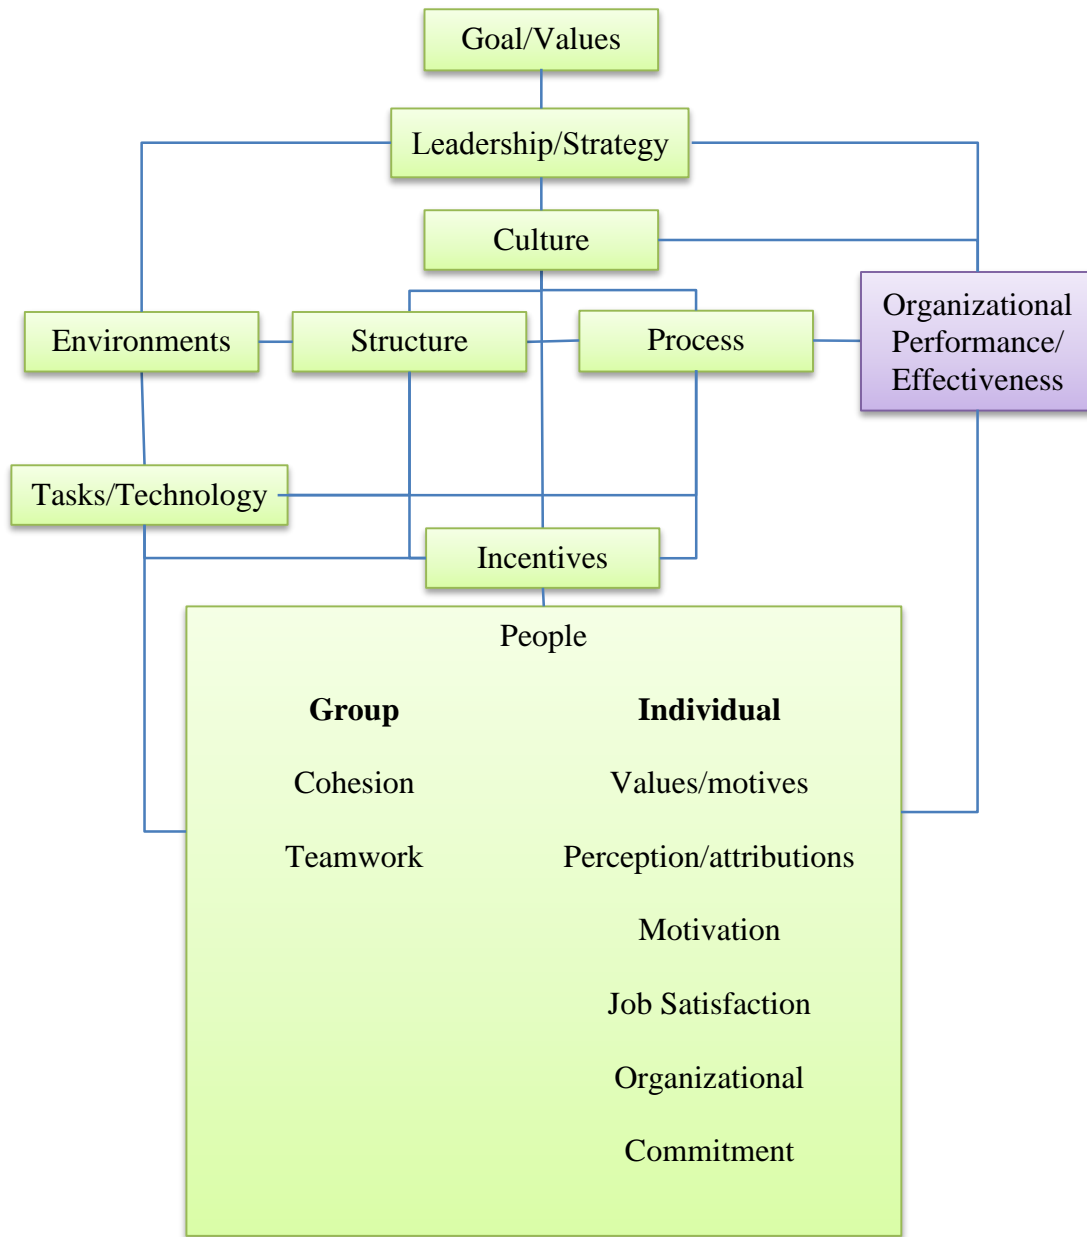 Goal/Values
Leadership/Strategy
Culture
Environments
Structure
Process
Organizational
Performance/
Effectiveness
Tasks/Technology
Incentives
People
Group
Individual
Cohesion
Values/motives
Teamwork
Perception/attributions
Motivation
Job Satisfaction
Organizational
Commitment